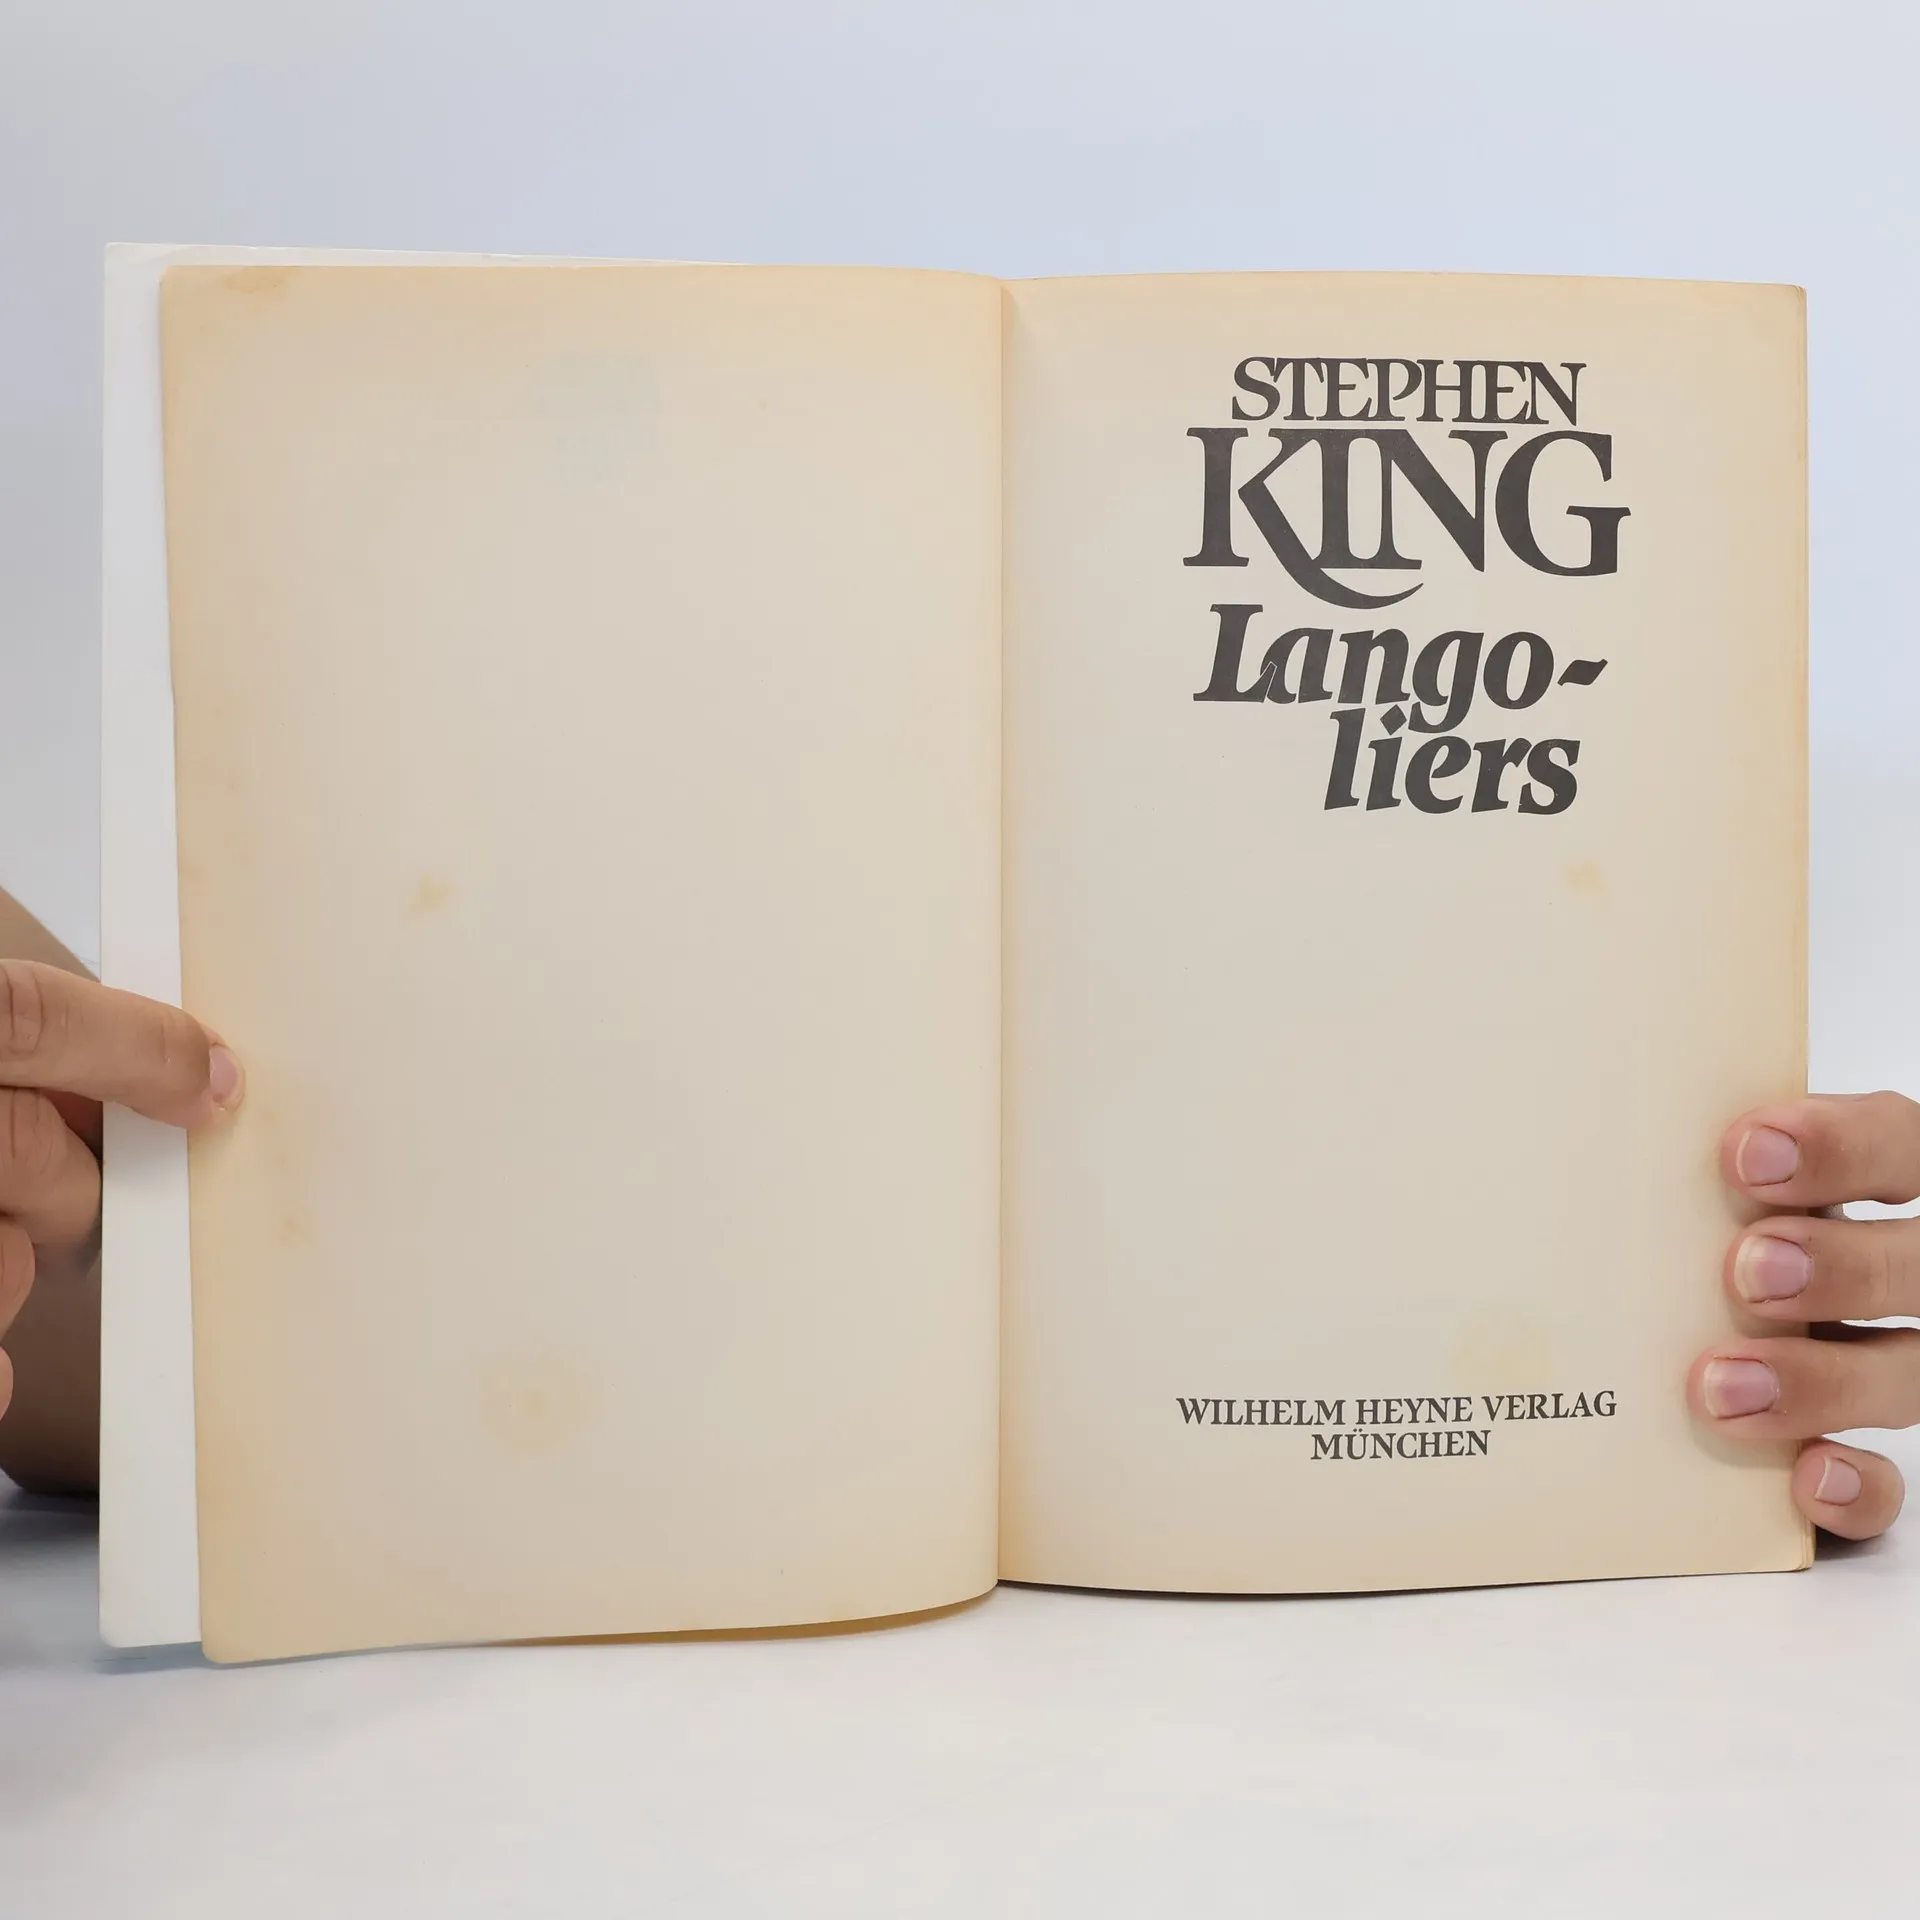 STEPHEN
KING
Lango-
liers
WILHELM HEYNE VERLAG
MÜNCHEN